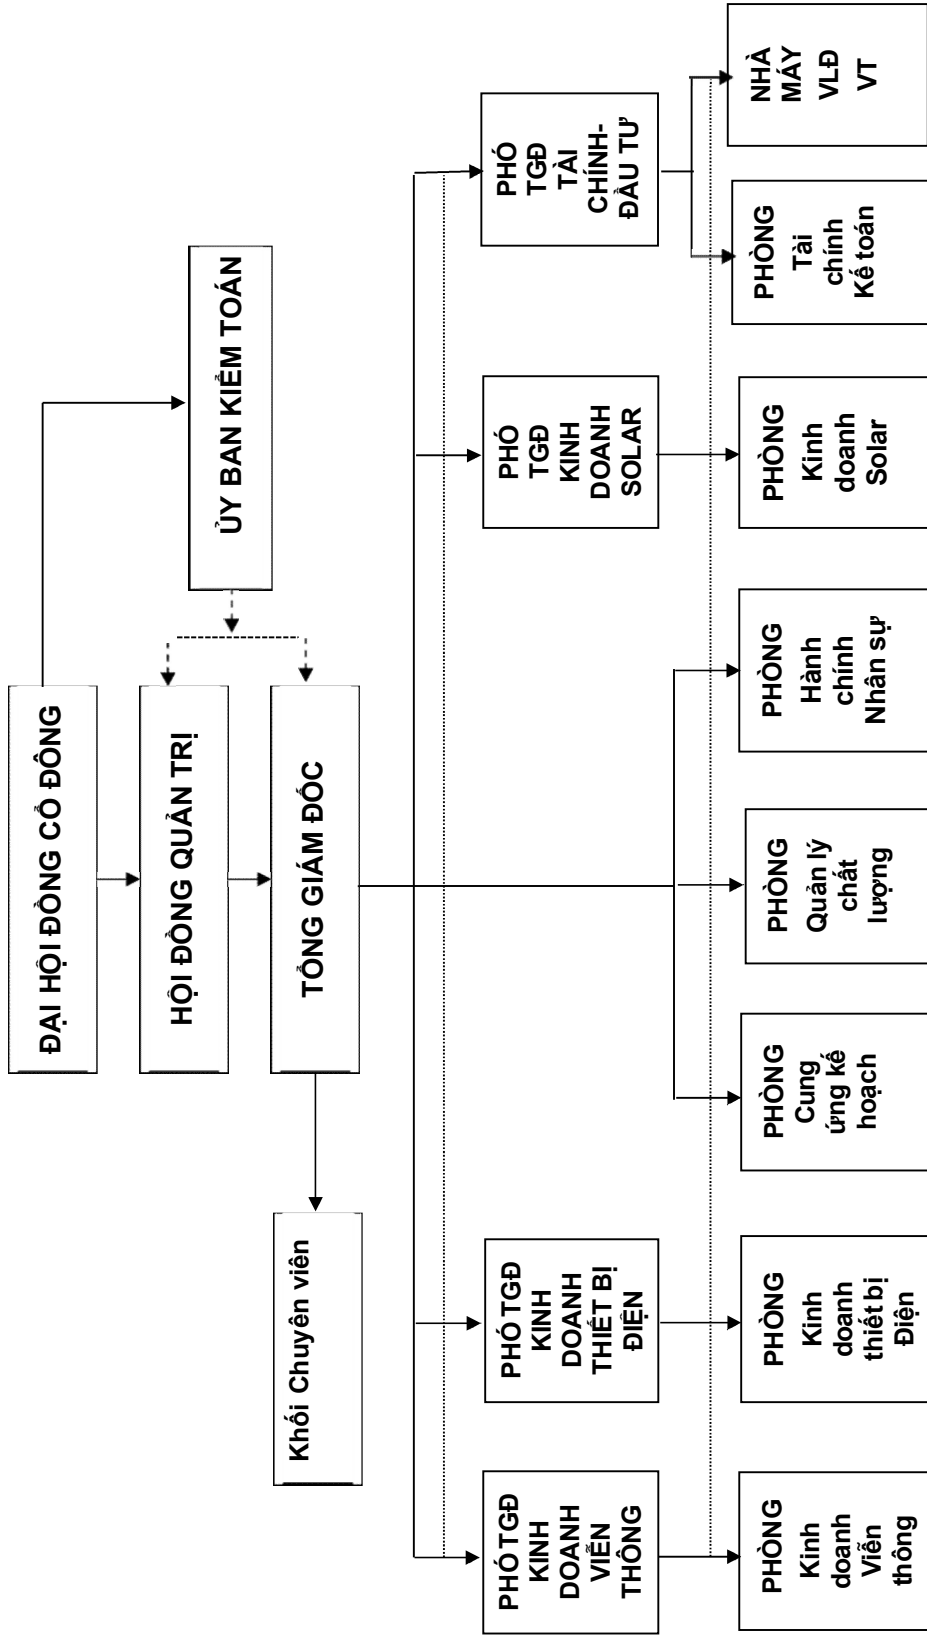 ĐẠI HỘI ĐỒNG CỔ ĐÔNG
ỦY BAN KIỂM TOÁN
HỘI ĐỒNG QUẢN TRỊ
TỔNG GIÁM ĐỐC
Khối Chuyên viên
PHÓ TGĐ
KINH
DOANH
VIỄN
THÔNG
PHÓ TGĐ
KINH
DOANH
THIẾT BỊ
ĐIỆN
PHÓ
TGĐ
KINH
DOANH
SOLAR
PHÓ
TGĐ
TÀI
CHÍNH-
ĐẦU TƯ
PHÒNG
Kinh
doanh
Viễn
thông
PHÒNG
Kinh
doanh
thiết bị
Điện
PHÒNG
Cung
ứng kế
hoạch
PHÒNG
Quản lý
chất
lượng
PHÒNG
Hành
chính
Nhân sự
PHÒNG
Kinh
doanh
Solar
PHÒNG
Tài
chính
Kế toán
NHÀ
MÁY
VLĐ
VT